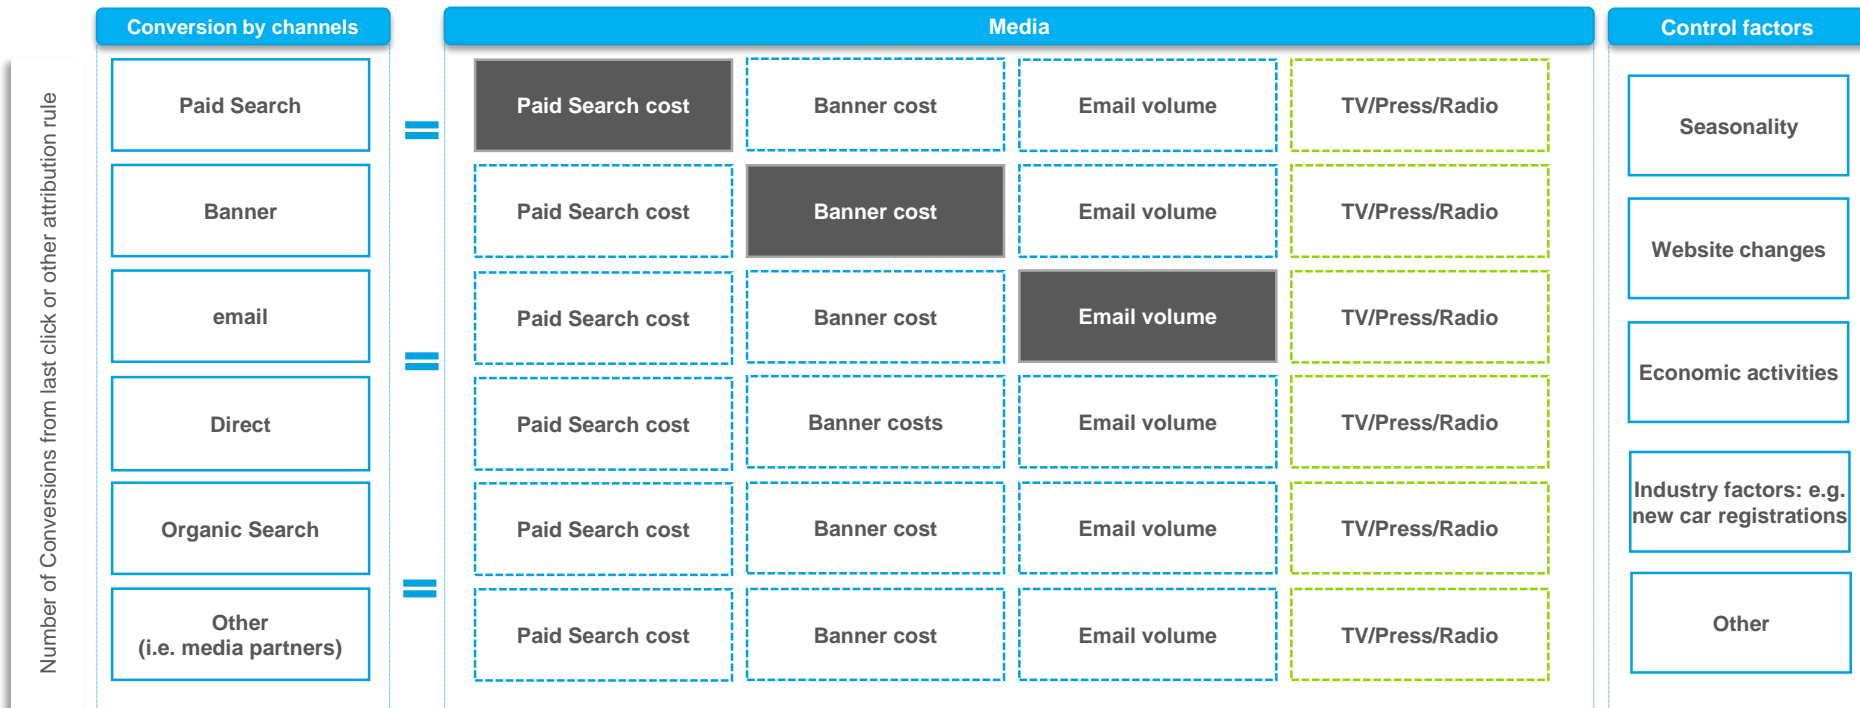 Conversion by channels
Media
Control factors
Number of Conversions from last click or other attribution rule
Paid Search
=
Paid Search cost
Banner cost
Email volume
TV/Press/Radio
Banner
Paid Search cost
Banner cost
Email volume
TV/Press/Radio
email
=
Paid Search cost
Banner cost
Email volume
TV/Press/Radio
Direct
Paid Search cost
Banner costs
Email volume
TV/Press/Radio
Organic Search
Paid Search cost
Banner cost
Email volume
TV/Press/Radio
Other
(i.e. media partners)
=
Paid Search cost
Banner cost
Email volume
TV/Press/Radio
Seasonality
Website changes
Economic activities
Industry factors: e.g.
new car registrations
Other